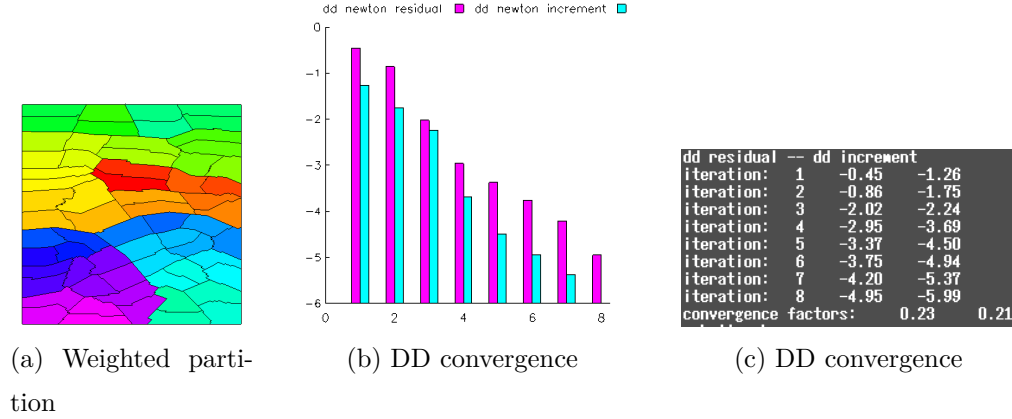 dd newton residual dd newton increment
0
-1
-2
-3
-4
-5
-6
0 2 4 6 8
dd residual -- dd increment
iteration: 1 -0.45 -1.26
iteration: 2 -0.86 -1.75
iteration: 3 -2.02 -2.24
iteration: 4 -2.95 -3.69
iteration: 5 -3.37 -4.50
iteration: 6 -3.75 -4.94
iteration: 7 -4.20 -5.37
iteration: 8 -4.95 -5.99
convergence factors: 0.23 0.21
(a) Weighted parti-
tion
(b) DD convergence
(c) DD convergence